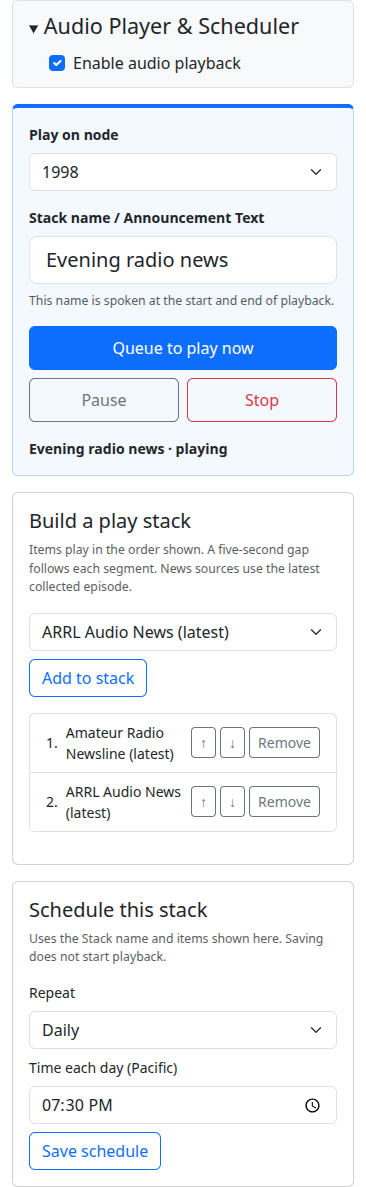 ▾ Audio Player & Scheduler
Enable audio playback
Play on node
1998
Stack name / Announcement Text
Evening radio news
This name is spoken at the start and end of playback.
Queue to play now
Pause
Stop
Evening radio news · playing
Build a play stack
Items play in the order shown. A five-second gap
follows each segment. News sources use the latest
collected episode.
ARRL Audio News (latest)
Add to stack
1. Amateur Radio
Newsline (latest)
↑ ↓ Remove
2. ARRL Audio News
(latest)
↑ ↓ Remove
Schedule this stack
Uses the Stack name and items shown here. Saving
does not start playback.
Repeat
Daily
Time each day (Pacific)
07:30 PM
Save schedule